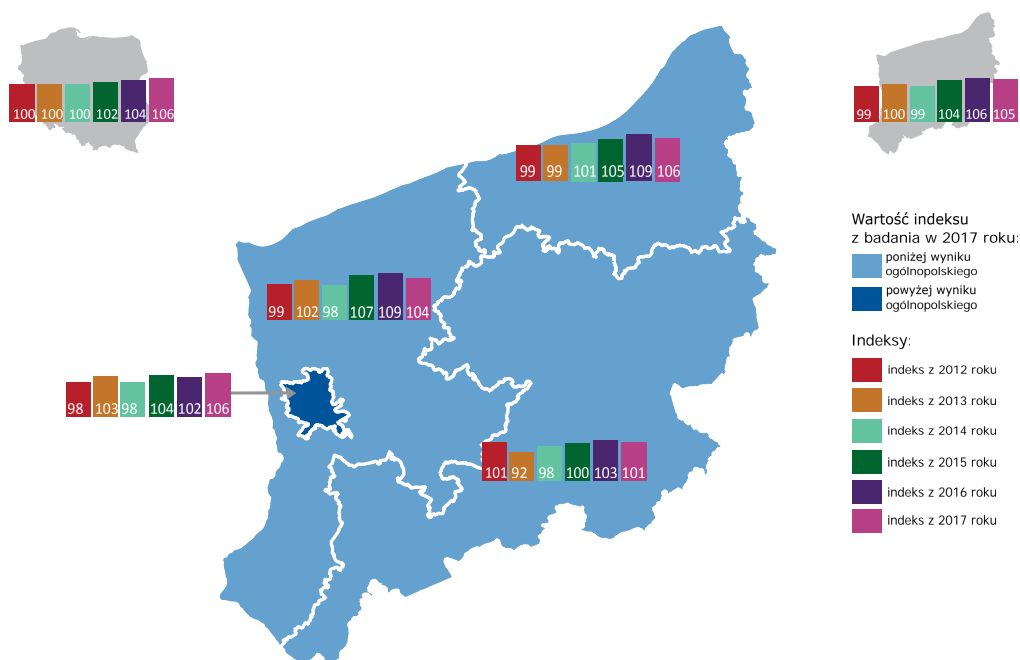 100 100 100 102 104 106
99 100 99 104 106 105
99 99 101 105 109 106
Wartość indeksu
z badania w 2017 roku:
poniżej wyniku
ogólnopolskiego
powyżej wyniku
ogólnopolskiego
99 102 98 107 109 104
Indeksy:
indeks z 2012 roku
98 103 98 104 102 106
indeks z 2013 roku
indeks z 2014 roku
101 92 98 100 103 101
indeks z 2015 roku
indeks z 2016 roku
indeks z 2017 roku